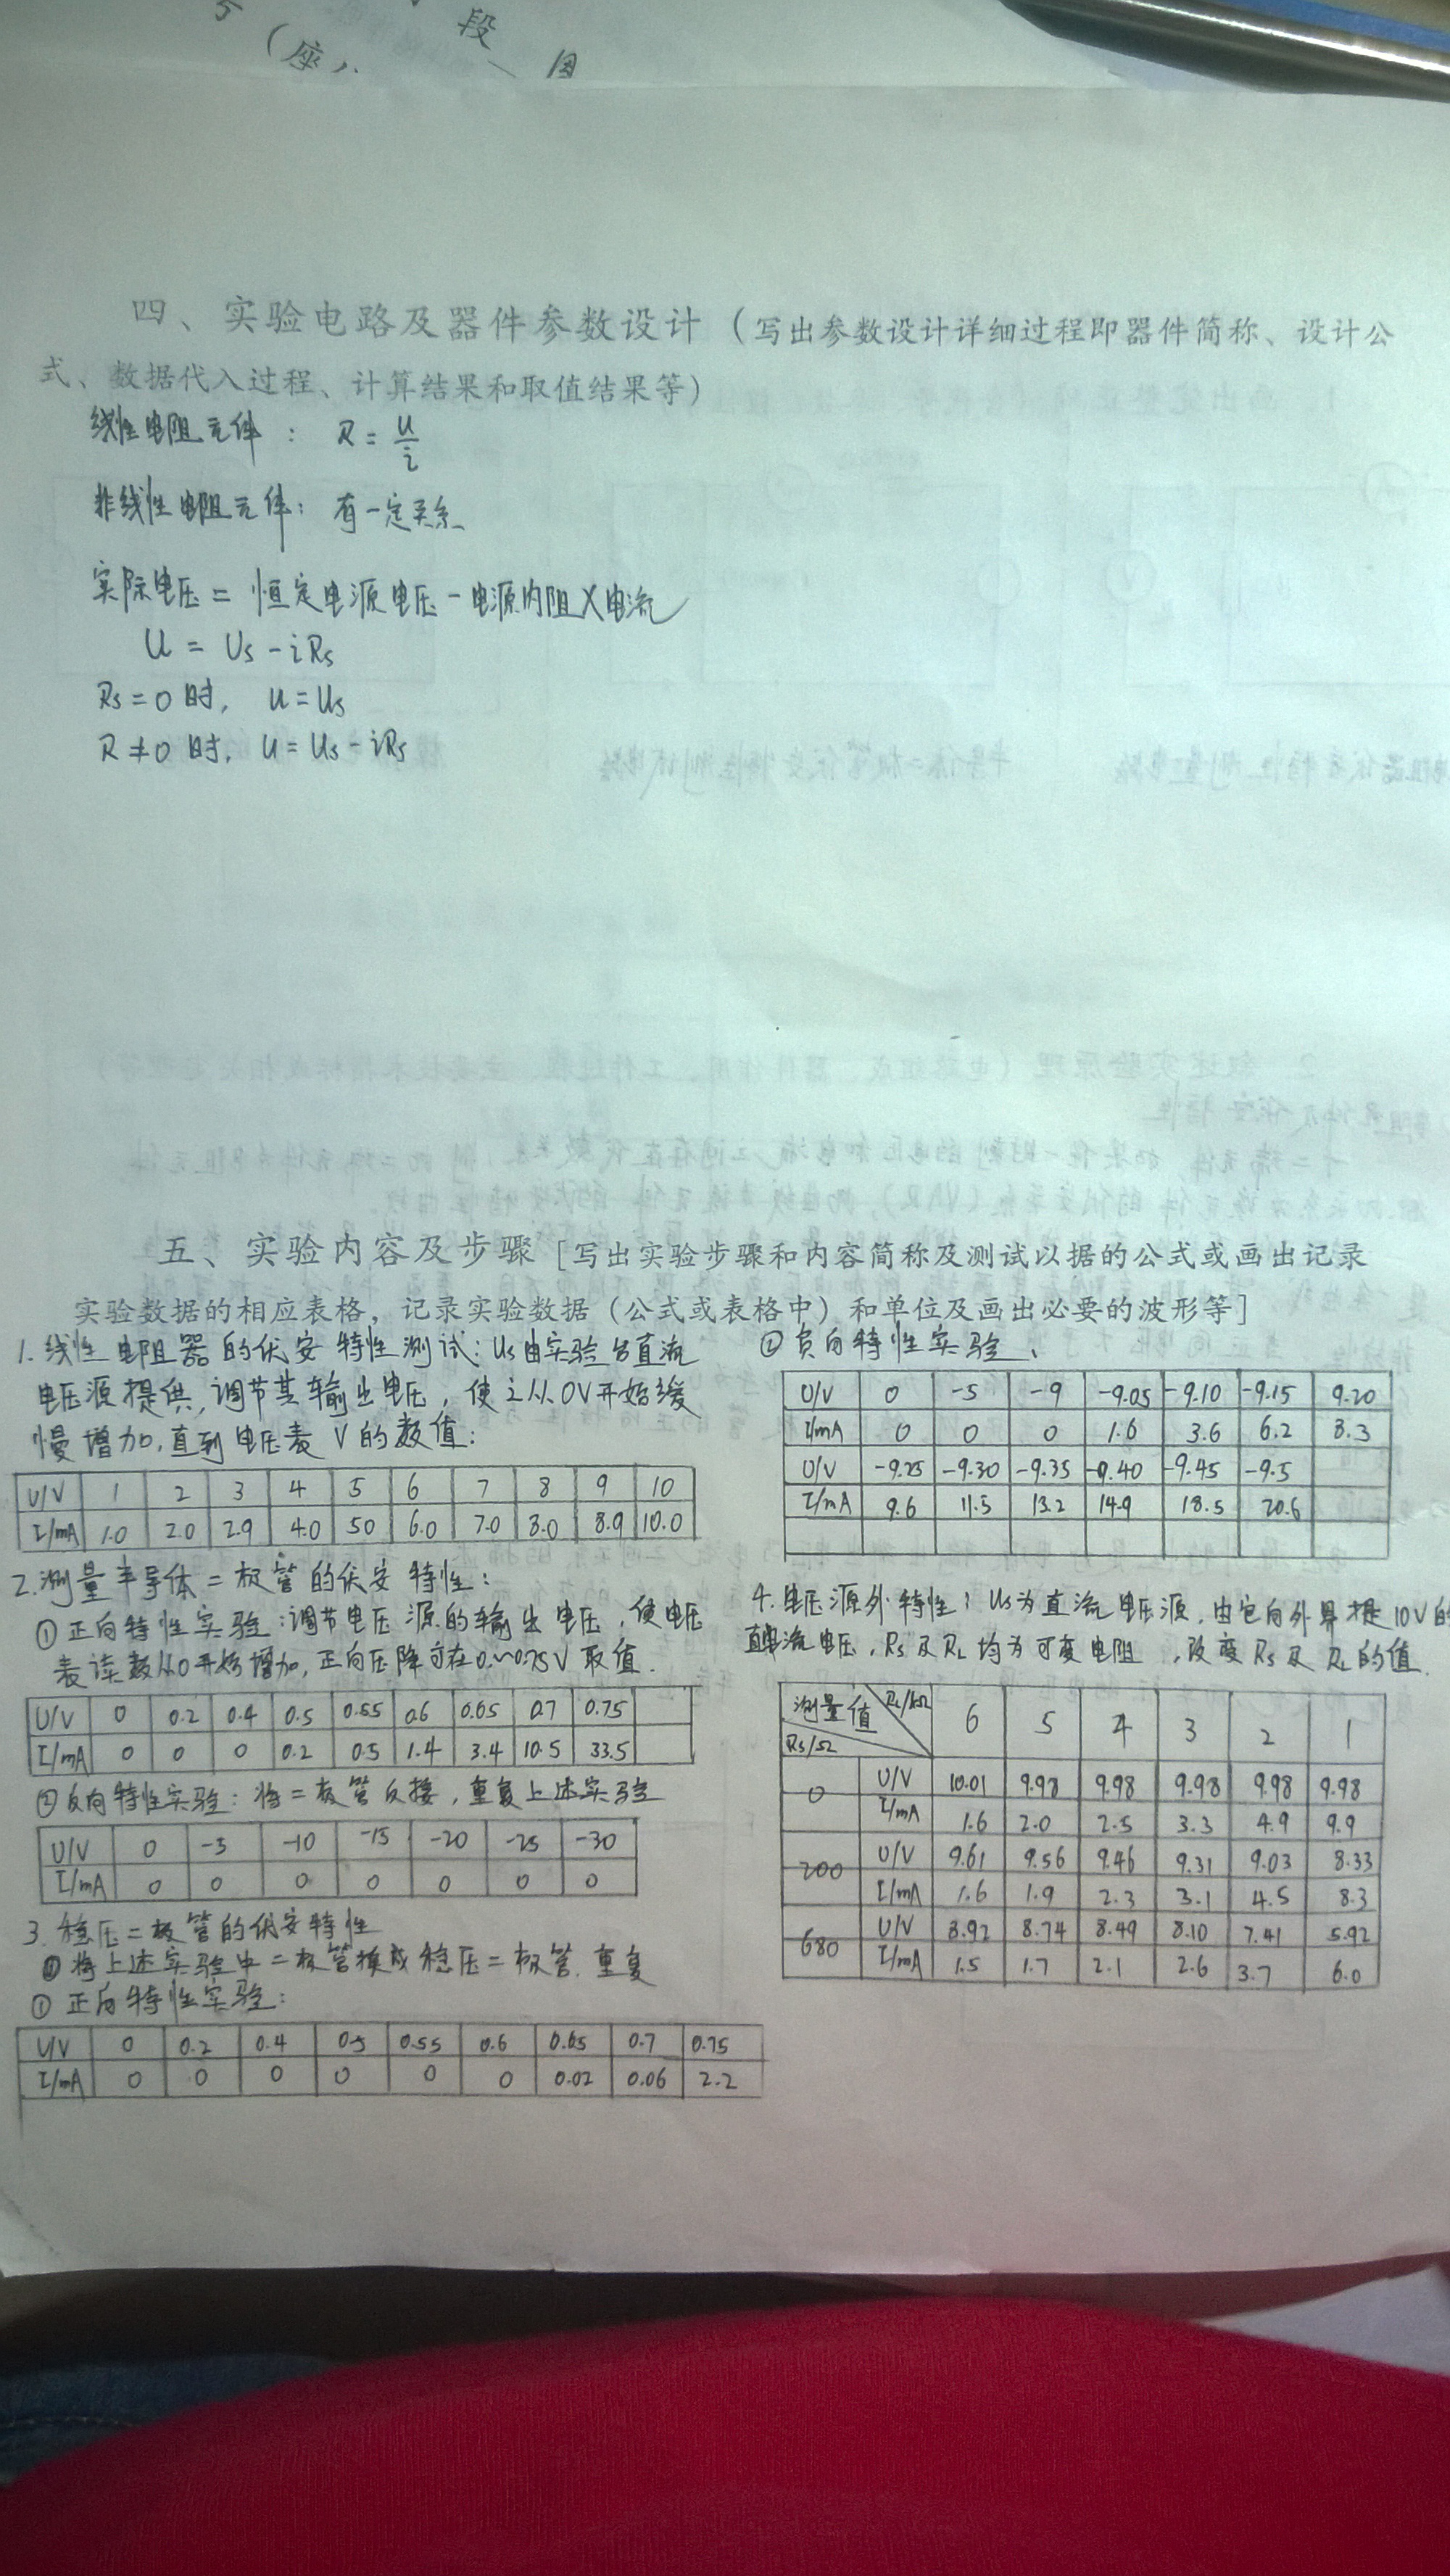 段
(座)
四、实验电路及器件参数设计（写出参数设计详细过程即器件简称、设计公
式、数据代入过程、计算结果和取值结果等）
线性电阻元件： R = u/i
非线性电阻元件：有一定关系
实际电压 = 恒定电源电压 - 电源内阻×电流
U = Us - iRs
Rs = 0 时， u = Us
R ≠ 0 时， u = Us - iRs
五、实验内容及步骤 [写出实验步骤和内容简称及测试以据的公式或画出记录
实验数据的相应表格，记录实验数据（公式或表格中）和单位及画出必要的波形等]
1. 线性电阻器的伏安特性测试：Us由实验台直流
电压源提供，调节其输出电压，使之从0V开始缓
慢增加，直到电压表V的数值：
U/V 1 2 3 4 5 6 7 8 9 10
I/mA 1.0 2.0 2.9 4.0 50 6.0 7.0 8.0 8.9 10.0
2. 测量半导体二极管的伏安特性：
①正向特性实验：调节电压源的输出电压，使电压
表读数从0开始增加，正向压降可在0~0.75V取值.
U/V 0 0.2 0.4 0.5 0.55 0.6 0.65 0.7 0.75
I/mA 0 0 0 0.2 0.5 1.4 3.4 10.5 33.5
②反向特性实验：将二极管反接，重复上述实验
U/V 0 -5 -10 -15 -20 -25 -30
I/mA 0 0 0 0 0 0 0
3. 稳压二极管的伏安特性
将上述实验中二极管换成稳压二极管，重复
①正向特性实验：
U/V 0 0.2 0.4 0.5 0.55 0.6 0.65 0.7 0.75
I/mA 0 0 0 0 0 0 0.02 0.06 2.2
②负向特性实验、
U/V 0 -5 -9 -9.05 -9.10 -9.15 9.20
I/mA 0 0 0 1.6 3.6 6.2 8.3
U/V -9.25 -9.30 -9.35 -9.40 -9.45 -9.5
I/mA 9.6 11.5 13.2 14.9 18.5 20.6
4. 电压源外特性：Us为直流电压源，由它向外界提10V的
直流电压，Rs及RL均为可变电阻，改变Rs及RL的值.
测量值 RL/kΩ 6 5 4 3 2 1
Rs/Ω
0 U/V 10.01 9.98 9.98 9.98 9.98 9.98
I/mA 1.6 2.0 2.5 3.3 4.9 9.9
200 U/V 9.61 9.56 9.46 9.31 9.03 8.33
I/mA 1.6 1.9 2.3 3.1 4.5 8.3
680 U/V 8.92 8.74 8.49 8.10 7.41 5.92
I/mA 1.5 1.7 2.1 2.6 3.7 6.0